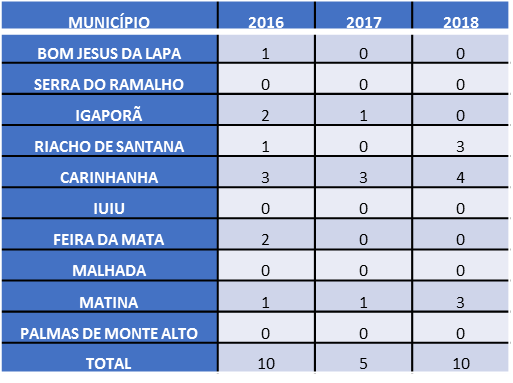 MUNICÍPIO 2016 2017 2018
BOM JESUS DA LAPA 1 0 0
SERRA DO RAMALHO 0 0 0
IGAPORÃ 2 1 0
RIACHO DE SANTANA 1 0 3
CARINHANHA 3 3 4
IUIU 0 0 0
FEIRA DA MATA 2 0 0
MALHADA 0 0 0
MATINA 1 1 3
PALMAS DE MONTE ALTO 0 0 0
TOTAL 10 5 10